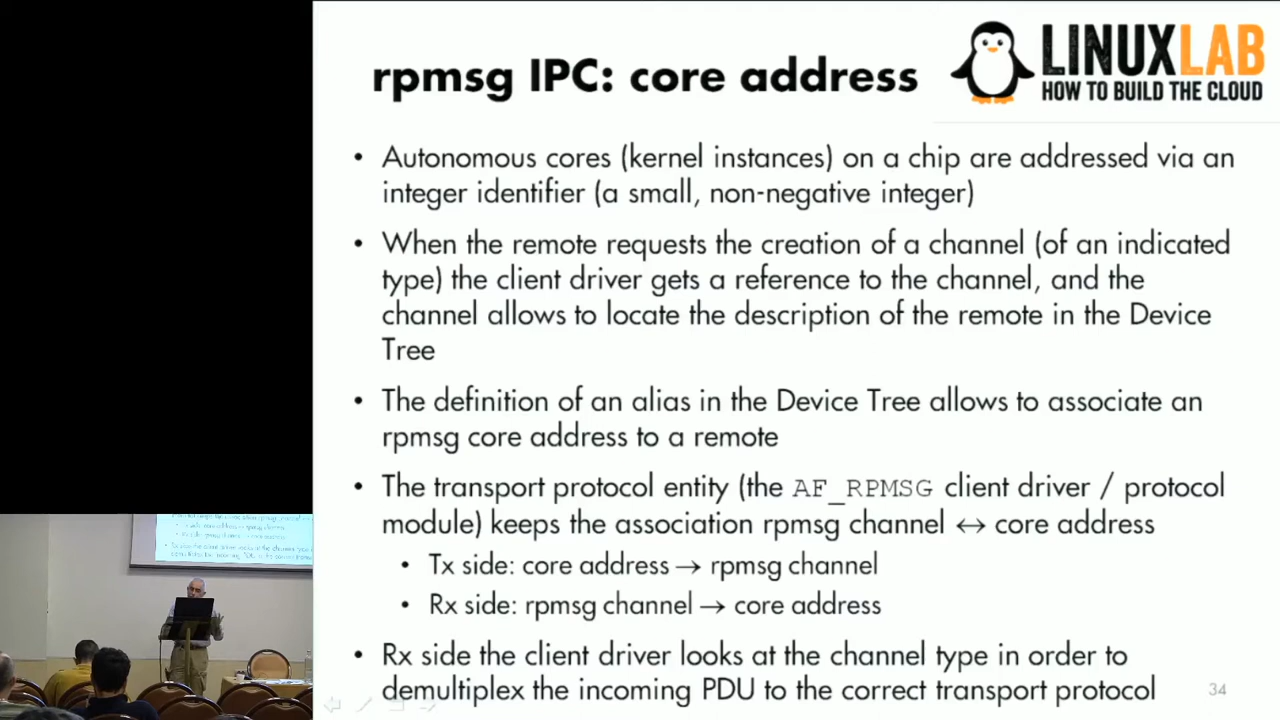 rpmsg IPC: core address
LINUXLAB
HOW TO BUILD THE CLOUD
• Autonomous cores (kernel instances) on a chip are addressed via an
integer identifier (a small, non-negative integer)
• When the remote requests the creation of a channel (of an indicated
type) the client driver gets a reference to the channel, and the
channel allows to locate the description of the remote in the Device
Tree
• The definition of an alias in the Device Tree allows to associate an
rpmsg core address to a remote
• The transport protocol entity (the AF_RPMSG client driver / protocol
module) keeps the association rpmsg channel ↔ core address
• Tx side: core address → rpmsg channel
• Rx side: rpmsg channel → core address
• Rx side the client driver looks at the channel type in order to
demultiplex the incoming PDU to the correct transport protocol
34